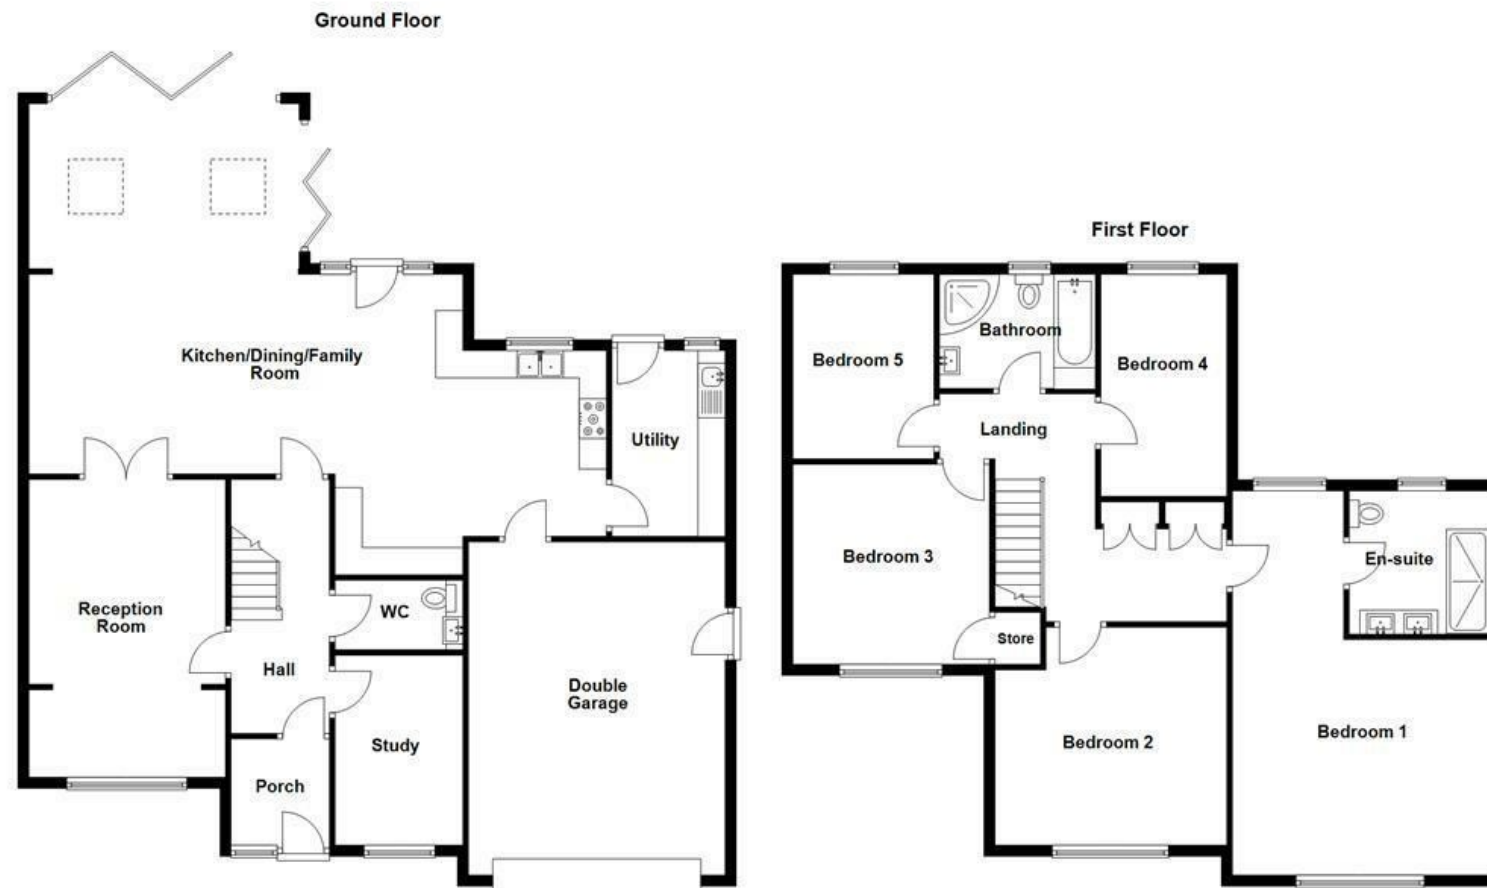 Ground Floor
Kitchen/Dining/Family
Room
Utility
Reception
Room
WC
Hall
Double
Garage
Study
Porch
First Floor
Bathroom
Bedroom 5
Bedroom 4
Landing
Bedroom 3
En-suite
Store
Bedroom 2
Bedroom 1